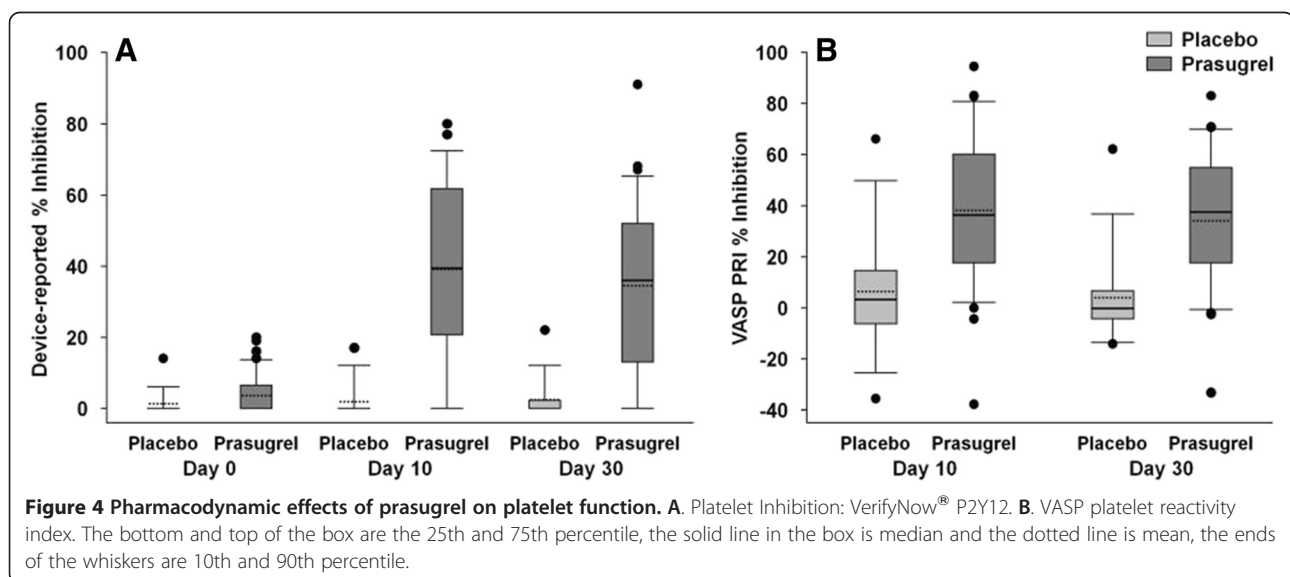 A
100
80
60
40
20
0
Device-reported % Inhibition
Placebo Prasugrel Placebo Prasugrel Placebo Prasugrel
Day 0 Day 10 Day 30
B
Placebo
Prasugrel
100
80
60
40
20
0
-20
-40
VASP PRI % Inhibition
Placebo Prasugrel Placebo Prasugrel
Day 10 Day 30
Figure 4 Pharmacodynamic effects of prasugrel on platelet function. A. Platelet Inhibition: VerifyNow® P2Y12. B. VASP platelet reactivity
index. The bottom and top of the box are the 25th and 75th percentile, the solid line in the box is median and the dotted line is mean, the ends
of the whiskers are 10th and 90th percentile.